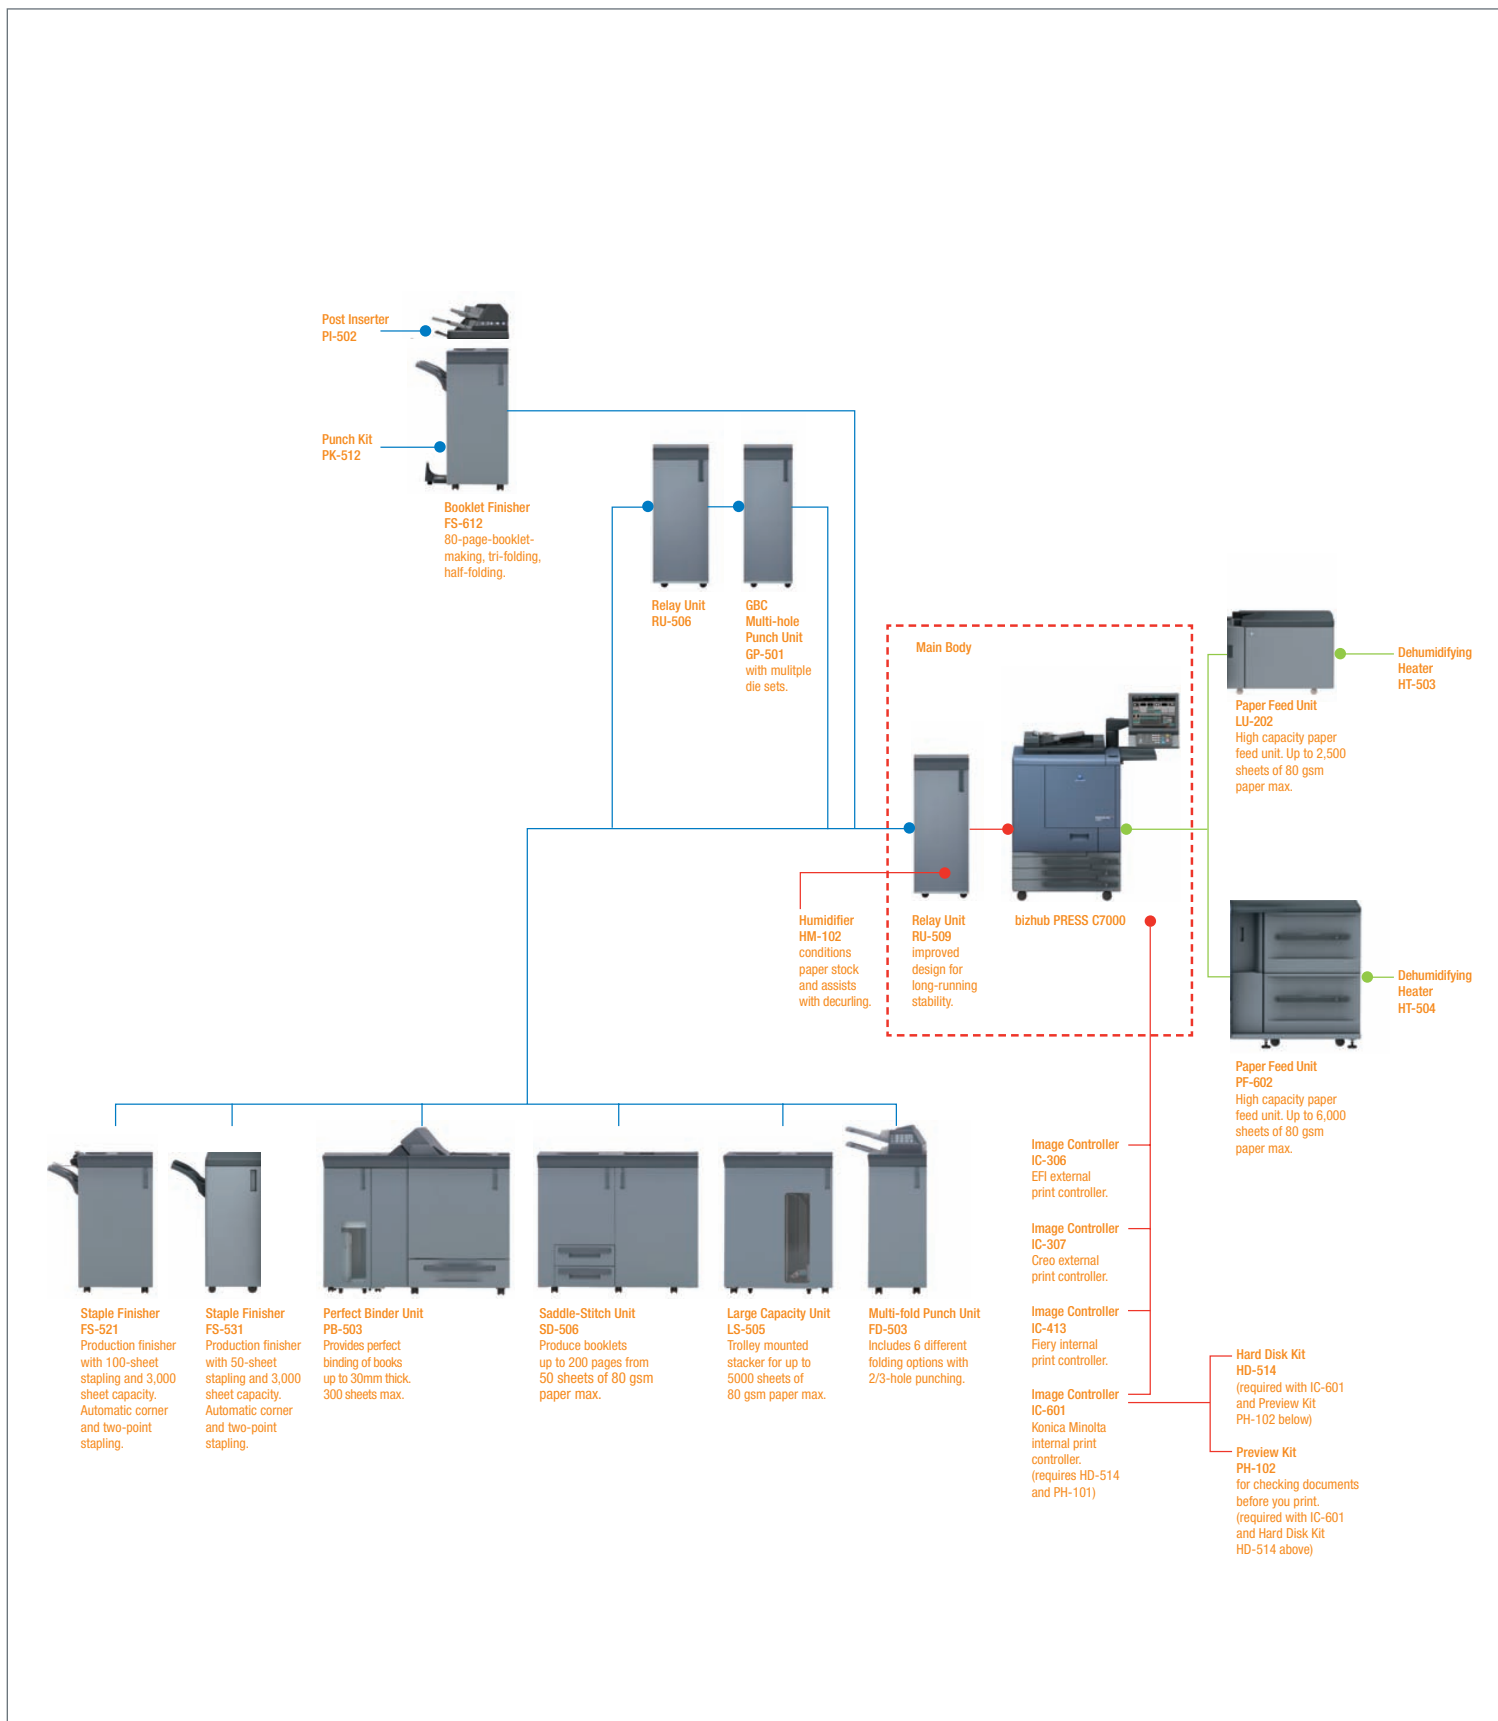 Post Inserter
PI-502
Punch Kit
PK-512
Booklet Finisher
FS-612
80-page-booklet-
making, tri-folding,
half-folding.
Relay Unit
RU-506
GBC
Multi-hole
Punch Unit
GP-501
with mulitple
die sets.
Main Body
Humidifier
HM-102
conditions
paper stock
and assists
with decurling.
Relay Unit
RU-509
improved
design for
long-running
stability.
bizhub PRESS C7000
Paper Feed Unit
LU-202
High capacity paper
feed unit. Up to 2,500
sheets of 80 gsm
paper max.
Dehumidifying
Heater
HT-503
Dehumidifying
Heater
HT-504
Paper Feed Unit
PF-602
High capacity paper
feed unit. Up to 6,000
sheets of 80 gsm
paper max.
Staple Finisher
FS-521
Production finisher
with 100-sheet
stapling and 3,000
sheet capacity.
Automatic corner
and two-point
stapling.
Staple Finisher
FS-531
Production finisher
with 50-sheet
stapling and 3,000
sheet capacity.
Automatic corner
and two-point
stapling.
Perfect Binder Unit
PB-503
Provides perfect
binding of books
up to 30mm thick.
300 sheets max.
Saddle-Stitch Unit
SD-506
Produce booklets
up to 200 pages from
50 sheets of 80 gsm
paper max.
Large Capacity Unit
LS-505
Trolley mounted
stacker for up to
5000 sheets of
80 gsm paper max.
Multi-fold Punch Unit
FD-503
Includes 6 different
folding options with
2/3-hole punching.
Image Controller
IC-306
EFI external
print controller.
Image Controller
IC-307
Creo external
print controller.
Image Controller
IC-413
Fiery internal
print controller.
Image Controller
IC-601
Konica Minolta
internal print
controller.
(requires HD-514
and PH-101)
Hard Disk Kit
HD-514
(required with IC-601
and Preview Kit
PH-102 below)
Preview Kit
PH-102
for checking documents
before you print.
(required with IC-601
and Hard Disk Kit
HD-514 above)